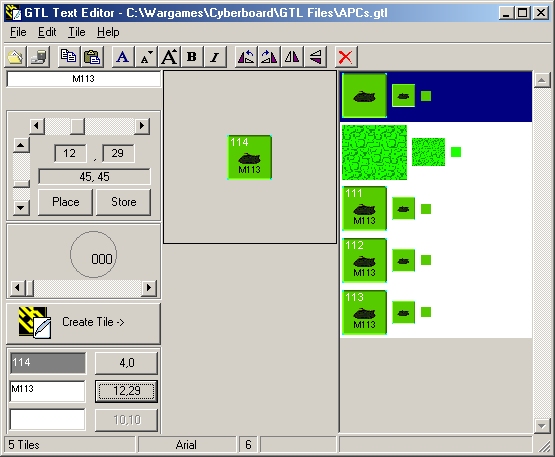 GTL Text Editor - C:\Wargames\Cyberboard\GTL Files\APCs.gtl
File Edit Tile Help
A A A B I
M113
12 , 29
45, 45
Place Store
000
Create Tile ->
114 4,0
M113 12,29
10,10
114
M113
111
M113
112
M113
113
M113
5 Tiles Arial 6